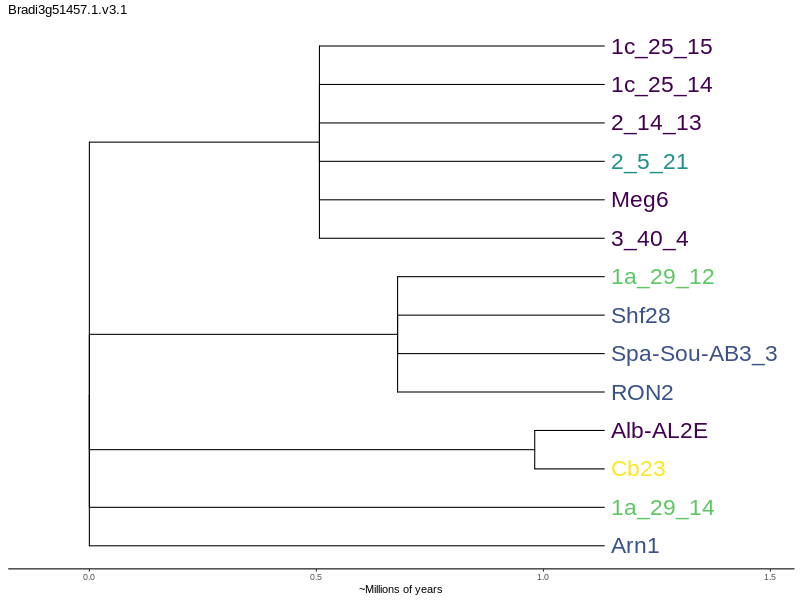 Bradi3g51457.1.v3.1
1c_25_15
1c_25_14
2_14_13
2_5_21
Meg6
3_40_4
1a_29_12
Shf28
Spa-Sou-AB3_3
RON2
Alb-AL2E
Cb23
1a_29_14
Arn1
0.0 0.5 1.0 1.5
~Millions of years